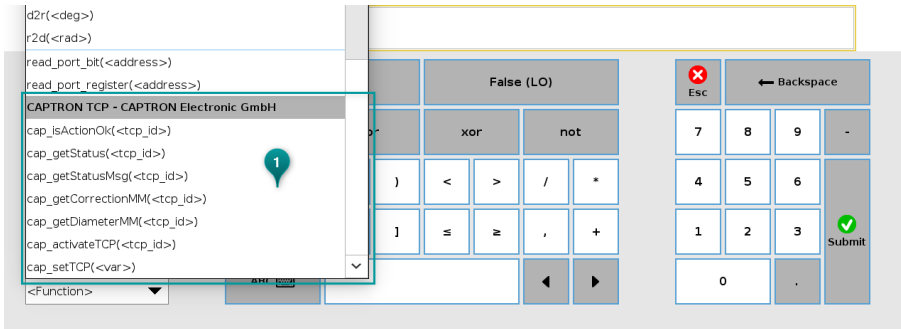 d2r(<deg>)
r2d(<rad>)
read_port_bit(<address>)
read_port_register(<address>)
CAPTRON TCP - CAPTRON Electronic GmbH
cap_isActionOk(<tcp_id>)
cap_getStatus(<tcp_id>)
cap_getStatusMsg(<tcp_id>)
cap_getCorrectionMM(<tcp_id>)
cap_getDiameterMM(<tcp_id>)
cap_activateTCP(<tcp_id>)
cap_setTCP(<var>)
<Function>
1
False (LO)
xor
not
) < > / *
] ≤ ≥ , +
ABC
Esc
Backspace
7 8 9 -
4 5 6
1 2 3
Submit
0 .